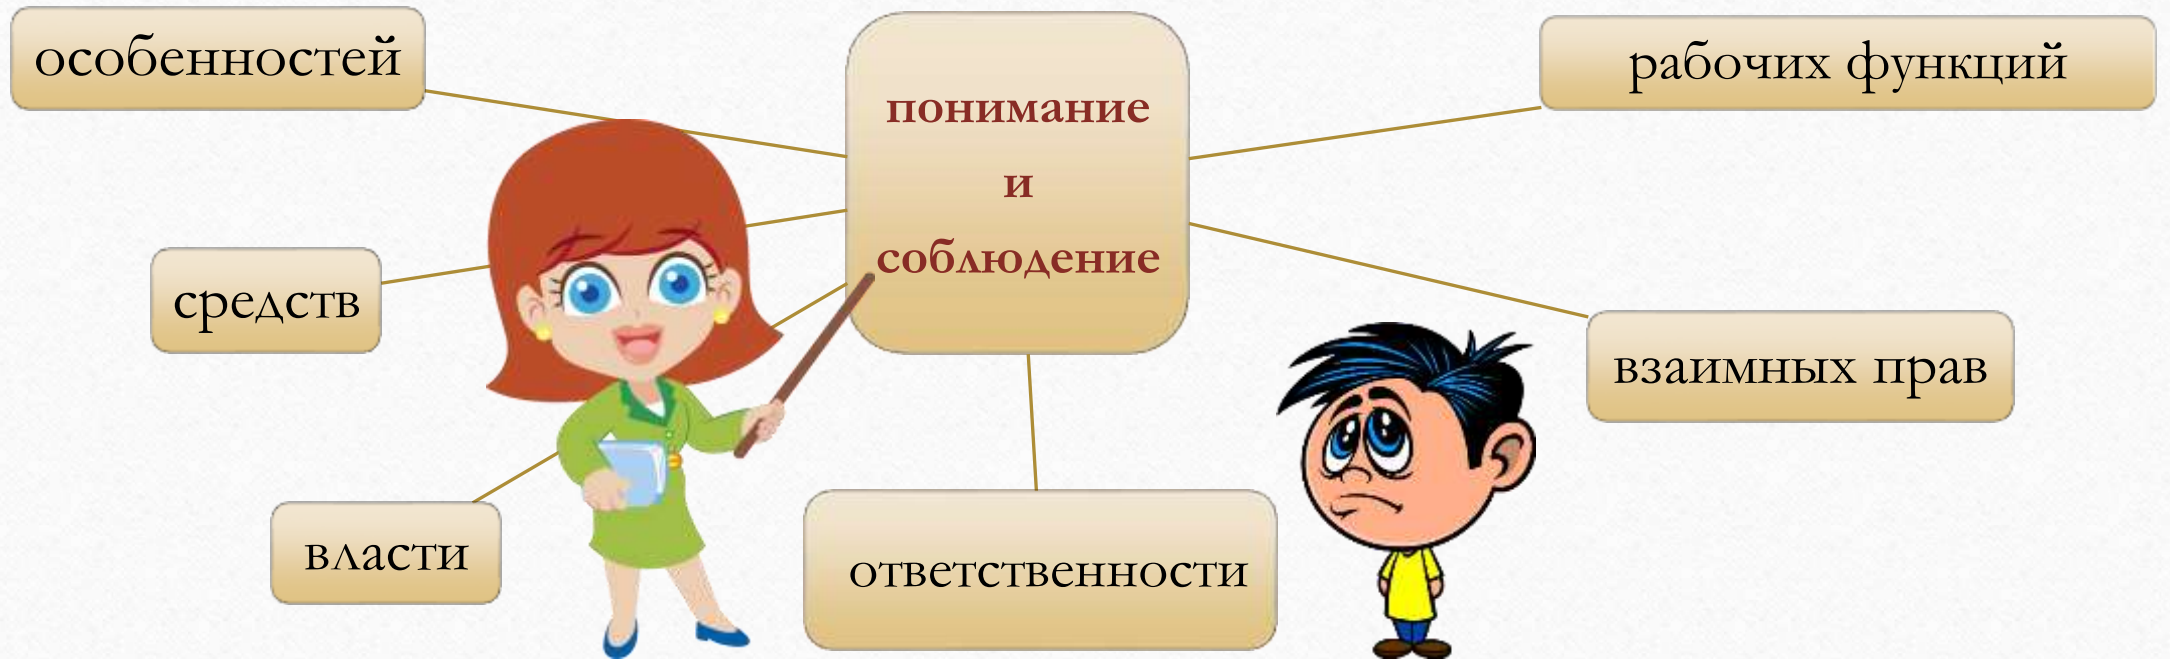 особенностей
понимание
и
соблюдение
рабочих функций
средств
взаимных прав
власти
ответственности